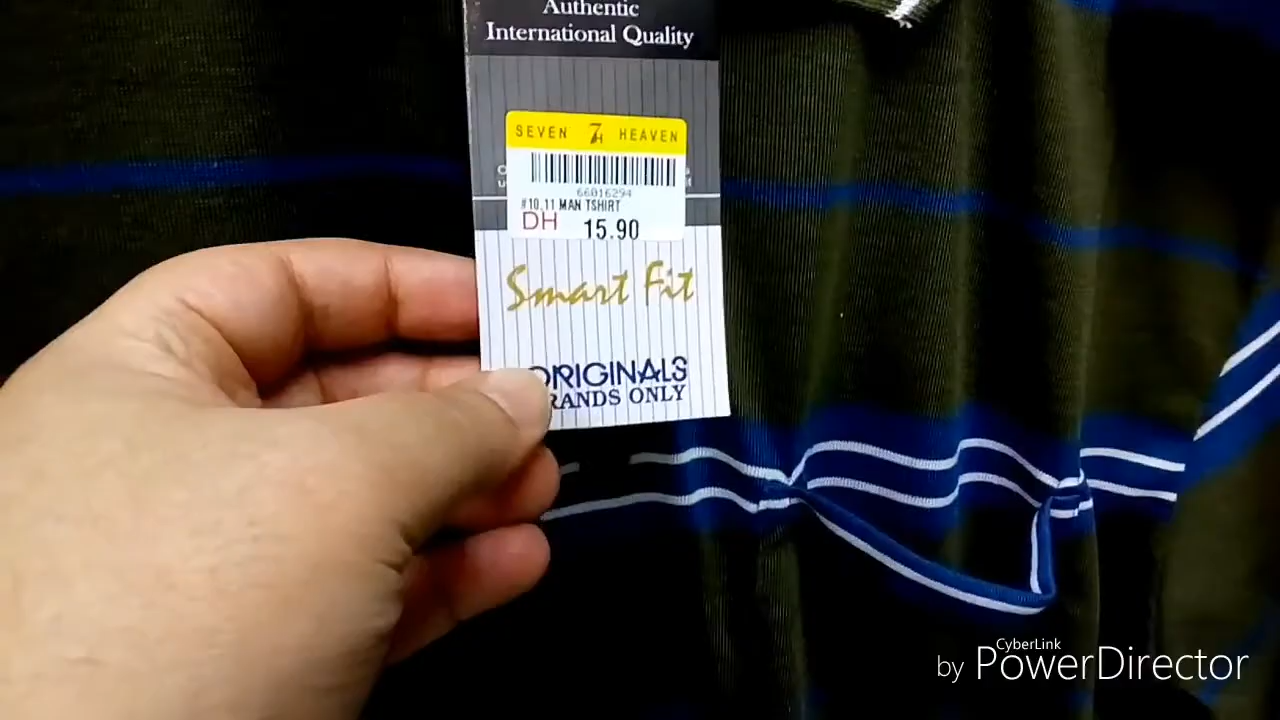 Authentic
International Quality
SEVEN 7H HEAVEN
66016294
#10,11 MAN TSHIRT
DH 15.90
Smart Fit
ORIGINALS
RANDS ONLY
CyberLink
by PowerDirector